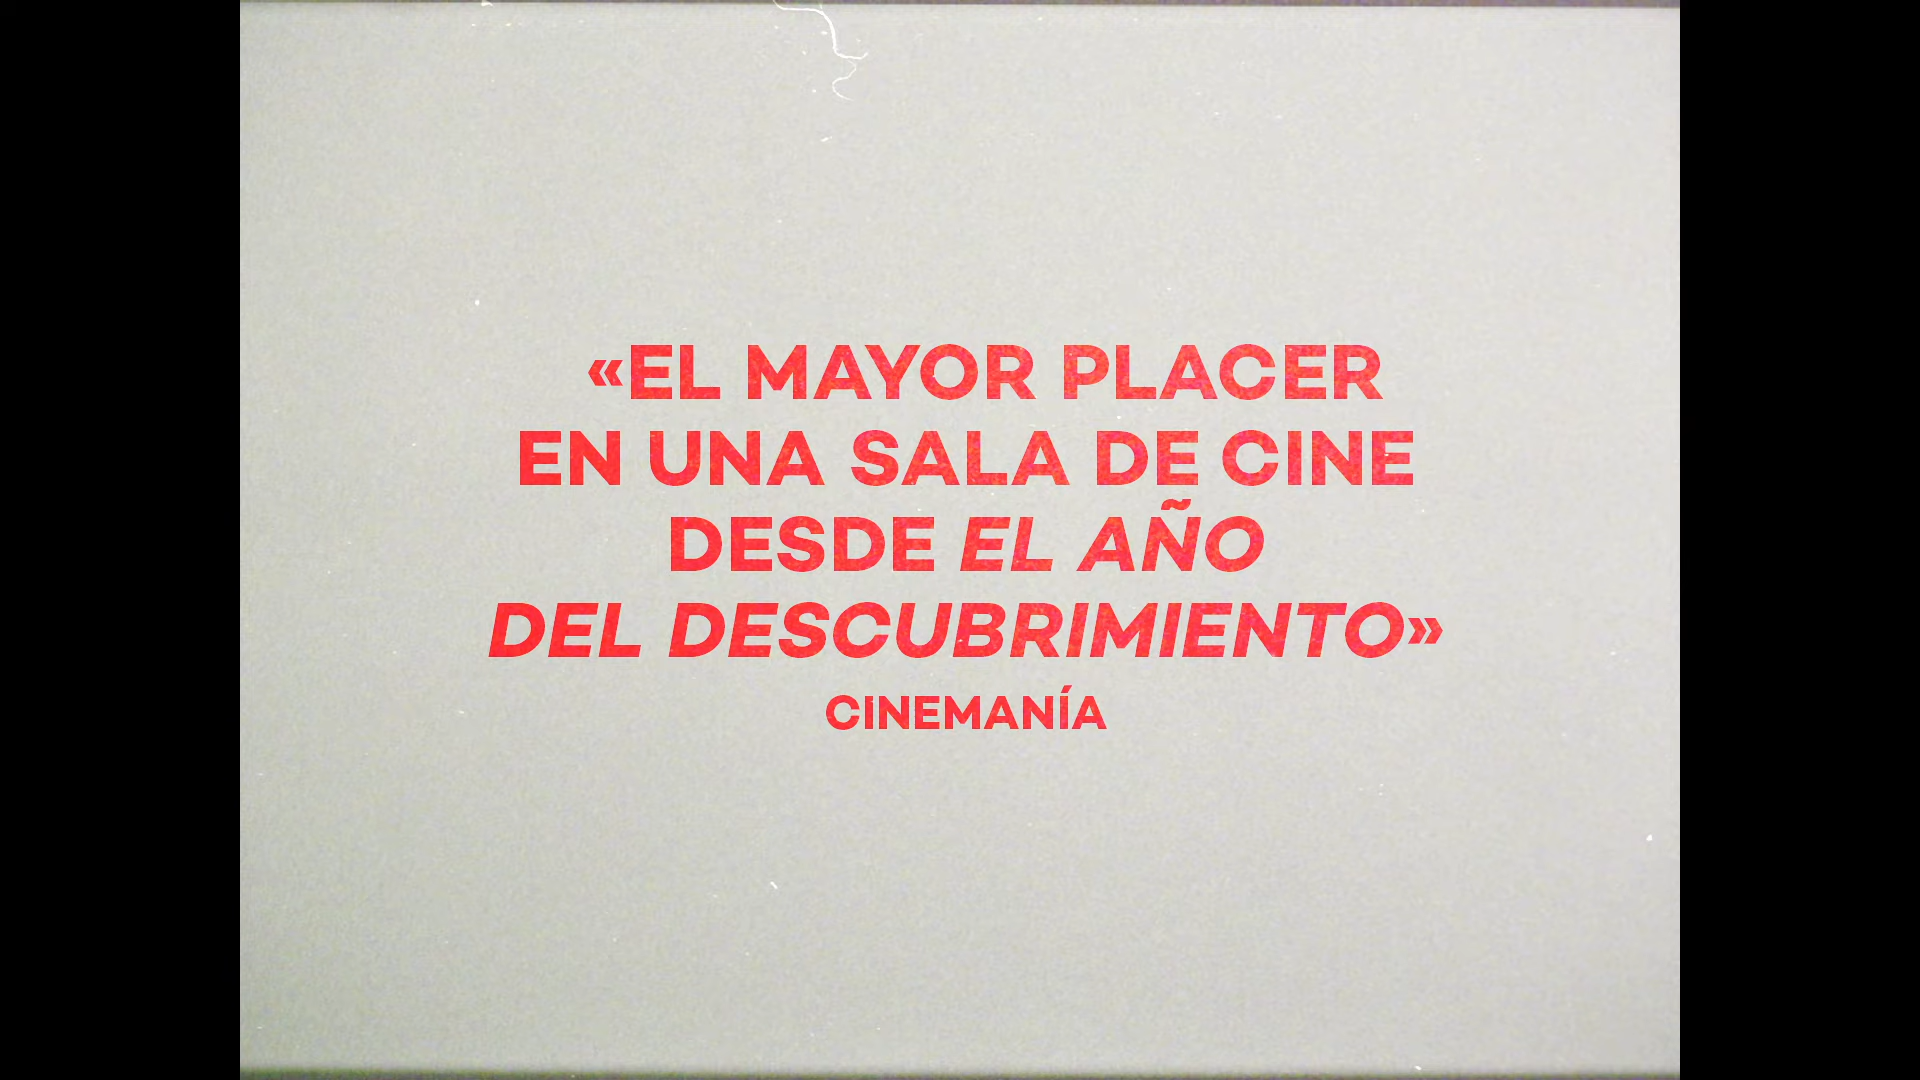 «EL MAYOR PLACER
EN UNA SALA DE CINE
DESDE EL AÑO
DEL DESCUBRIMIENTO»
CINEMANÍA